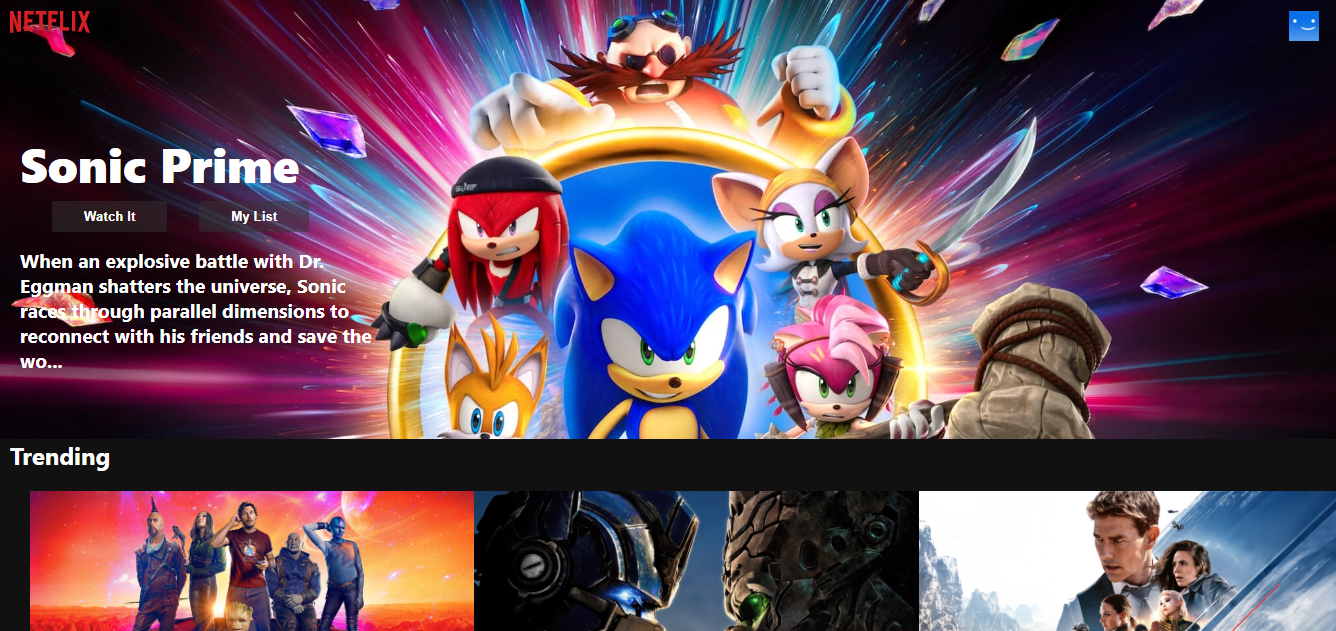 NETFLIX
Sonic Prime
Watch It
My List
When an explosive battle with Dr.
Eggman shatters the universe, Sonic
races through parallel dimensions to
reconnect with his friends and save the
wo...
Trending